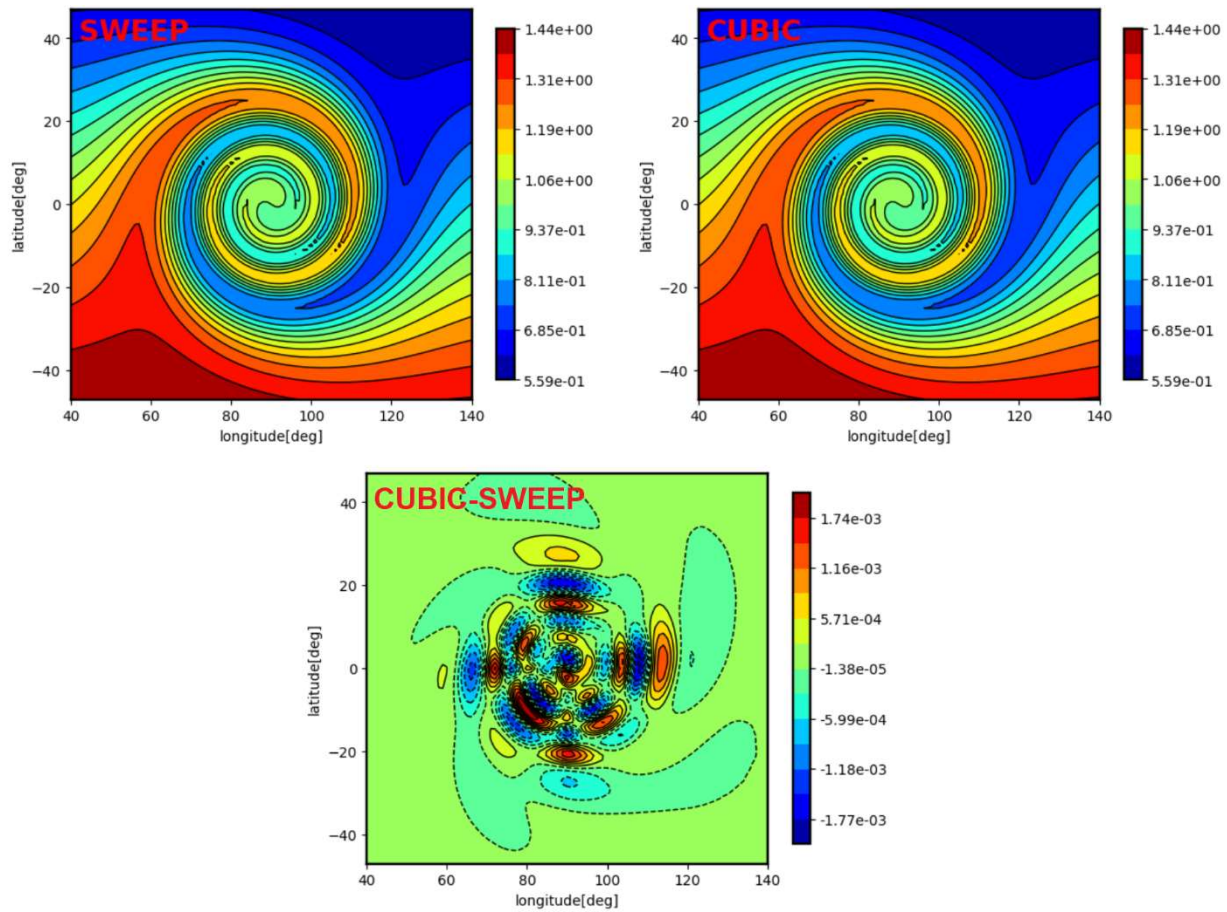 SWEEP
40
20
0
−20
−40
latitude[deg]
40
60
80
100
120
140
longitude[deg]
1.44e+00
1.31e+00
1.19e+00
1.06e+00
9.37e-01
8.11e-01
6.85e-01
5.59e-01
CUBIC
40
20
0
−20
−40
latitude[deg]
40
60
80
100
120
140
longitude[deg]
1.44e+00
1.31e+00
1.19e+00
1.06e+00
9.37e-01
8.11e-01
6.85e-01
5.59e-01
CUBIC-SWEEP
40
20
0
−20
−40
latitude[deg]
40
60
80
100
120
140
longitude[deg]
1.74e-03
1.16e-03
5.71e-04
-1.38e-05
-5.99e-04
-1.18e-03
-1.77e-03